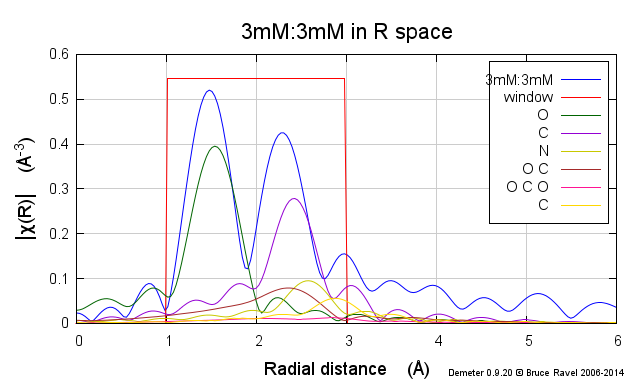 3mM:3mM in R space
0.6
0.5
0.4
0.3
0.2
0.1
0
|χ(R)| (Å⁻³)
3mM:3mM
window
O
C
N
O C
O C O
C
0 1 2 3 4 5 6
Radial distance (Å)
Demeter 0.9.20 © Bruce Ravel 2006-2014